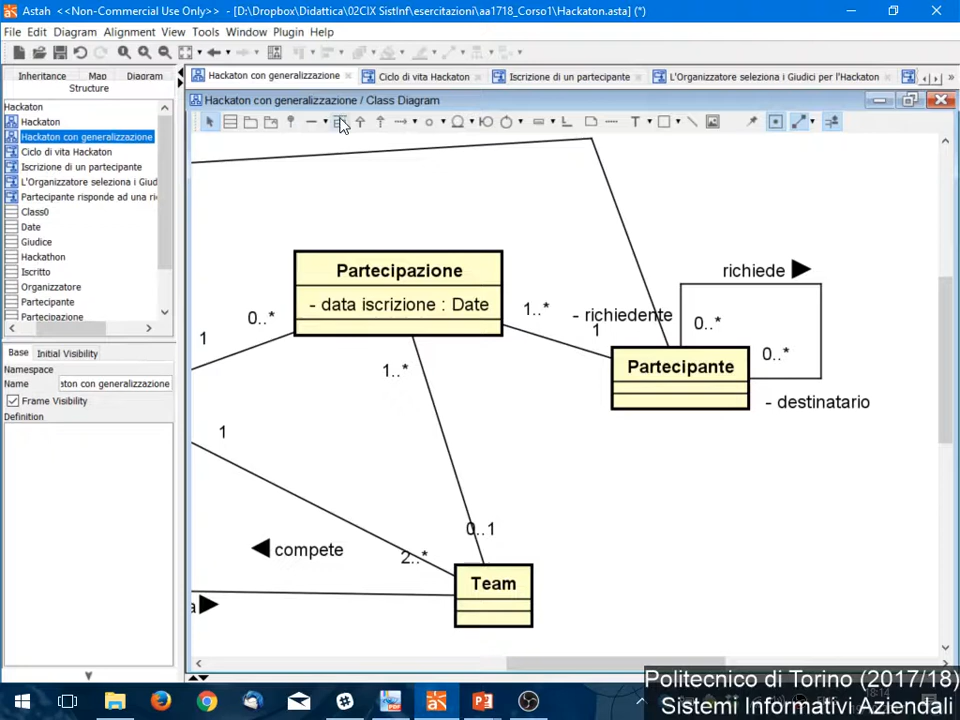 Astah <<Non-Commercial Use Only>> - [D:\Dropbox\Didattica\02CIX SistInf\esercitazioni\aa1718_Corso1\Hackaton.asta] (*)
File Edit Diagram Alignment View Tools Window Plugin Help
Inheritance Map Diagram
Structure
Hackaton con generalizzazione Ciclo di vita Hackaton Iscrizione di un partecipante L'Organizzatore seleziona i Giudici per l'Hackaton
Hackaton con generalizzazione / Class Diagram
Hackaton
Hackaton
Hackaton con generalizzazione
Ciclo di vita Hackaton
Iscrizione di un partecipante
L'Organizzatore seleziona i Giud
Partecipante risponde ad una ri
Class0
Date
Giudice
Hackathon
Iscritto
Organizzatore
Partecipante
Partecipazione
Base Initial Visibility
Namespace
Name ston con generalizzazione
Frame Visibility
Definition
richiede
Partecipazione
- data iscrizione : Date
0..*
1
1..*
- richiedente
1
0..*
0..*
Partecipante
- destinatario
1..*
1
0..1
compete
2..*
Team
a
Politecnico di Torino (2017/18)
18:14
Sistemi Informativi Aziendali